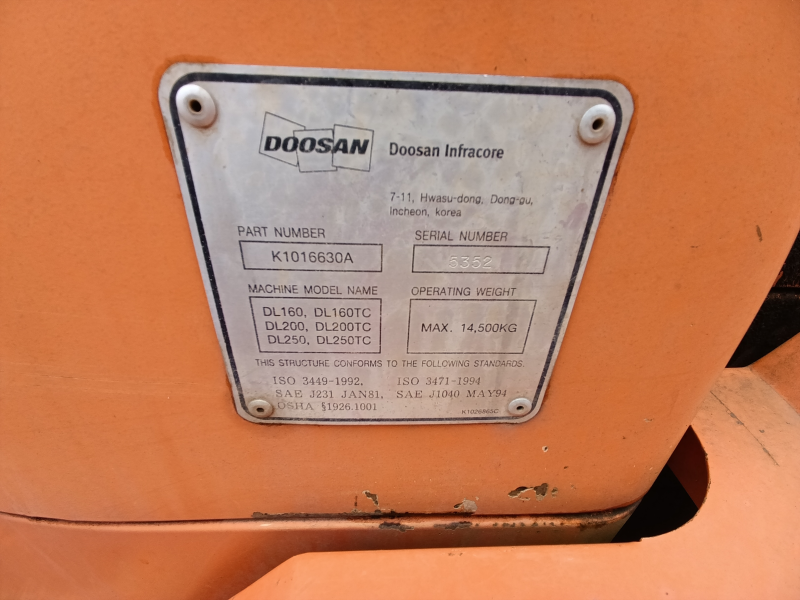 DOOSAN Doosan Infracore
7-11, Hwasu-dong, Dong-gu,
Incheon, korea
PART NUMBER
K1016630A
SERIAL NUMBER
5352
MACHINE MODEL NAME
DL160, DL160TC
DL200, DL200TC
DL250, DL250TC
OPERATING WEIGHT
MAX. 14,500KG
THIS STRUCTURE CONFORMS TO THE FOLLOWING STANDARDS.
ISO 3449-1992, ISO 3471-1994
SAE J231 JAN81, SAE J1040 MAY94
OSHA §1926.1001
K1026865C